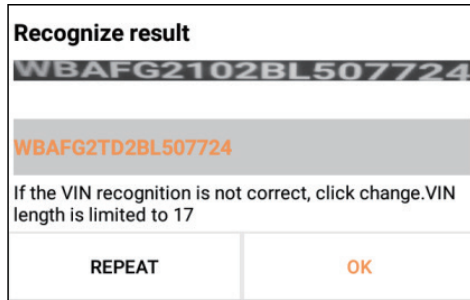 Recognize result
WBAFG2102BL507724
WBAFG2TD2BL507724
If the VIN recognition is not correct, click change.VIN
length is limited to 17
REPEAT OK